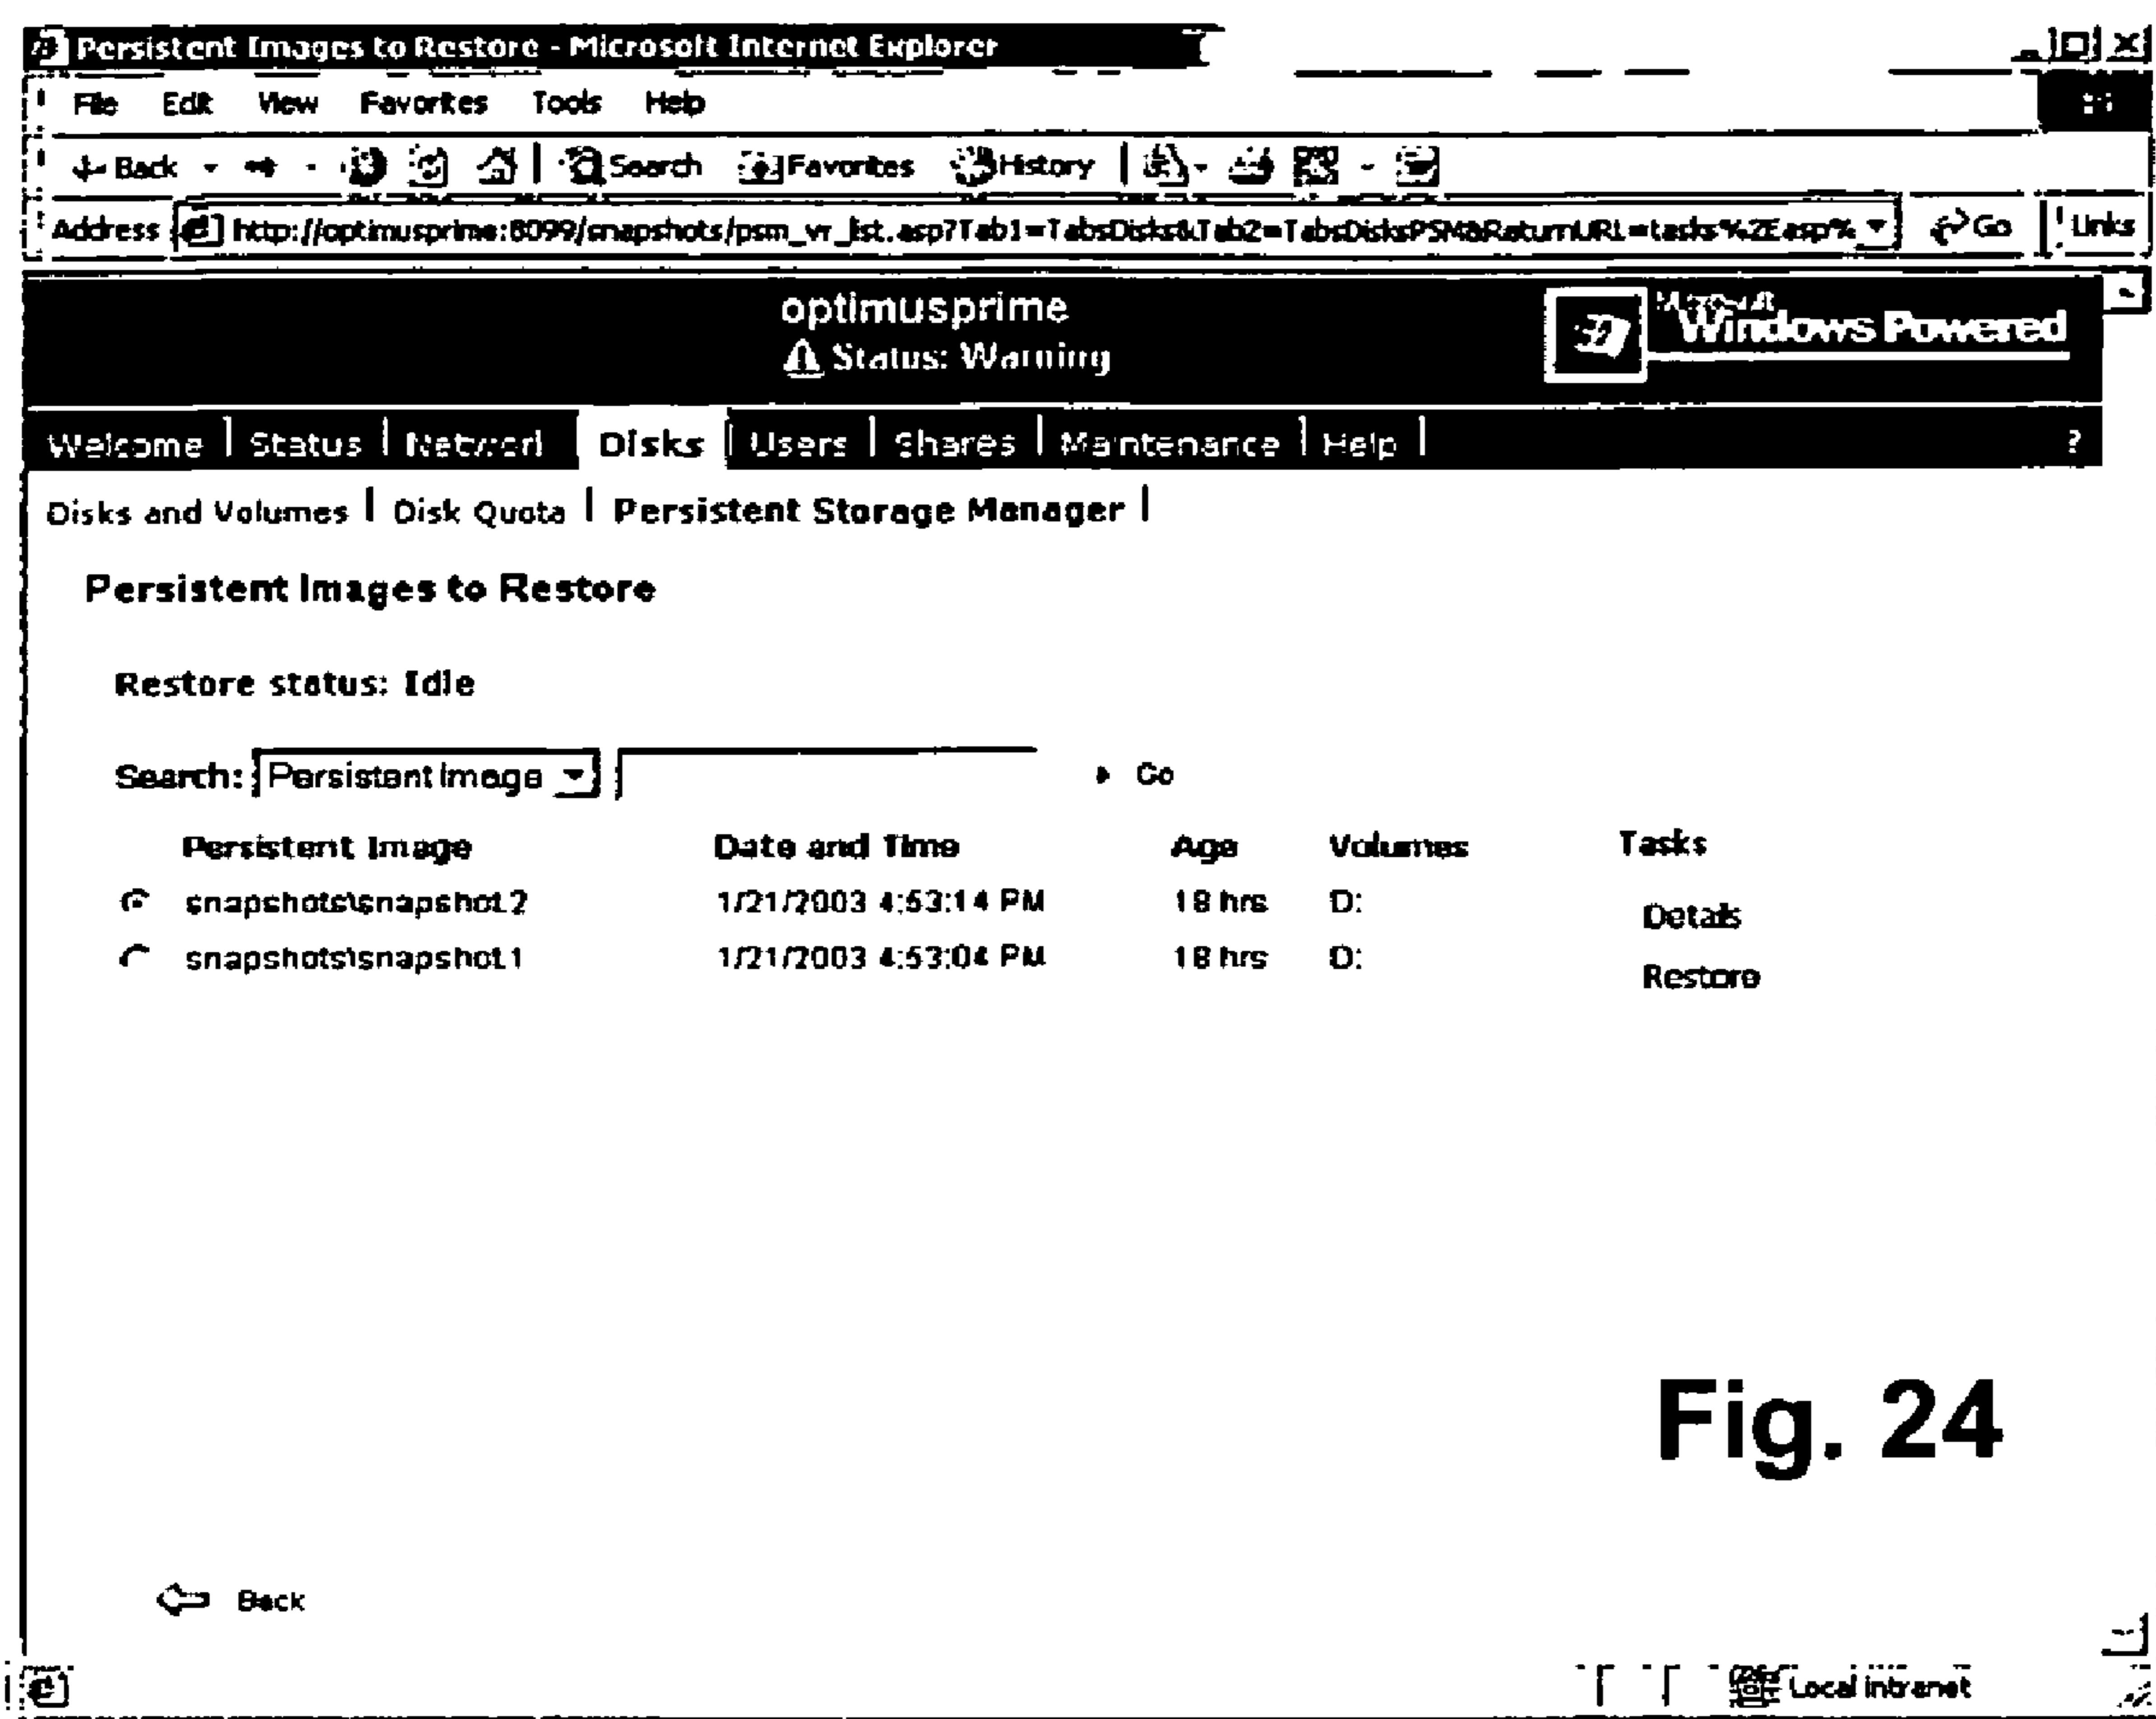 Persistent Images to Restore - Microsoft Internet Explorer
File Edit View Favorites Tools Help
Back Search Favorites History
Address http://optimusprime:8099/snapshots/psm_vr_list.asp?Tab1=TabsDisks&Tab2=TabsDisksPSM&ReturnURL=tasks%2Easp% Go Links
optimusprime
Microsoft
Windows Powered
Status: Warning
Welcome | Status | Network Disks | Users | Shares | Maintenance | Help | ?
Disks and Volumes | Disk Quota | Persistent Storage Manager |
Persistent Images to Restore
Restore status: Idle
Search: Persistent Image Go
Persistent Image Date and Time Age Volumes Tasks
snapshots\snapshot.2 1/21/2003 4:53:14 PM 18 hrs D:
Details
snapshots\snapshot.1 1/21/2003 4:53:04 PM 18 hrs D:
Restore
Fig. 24
Back
Local intranet